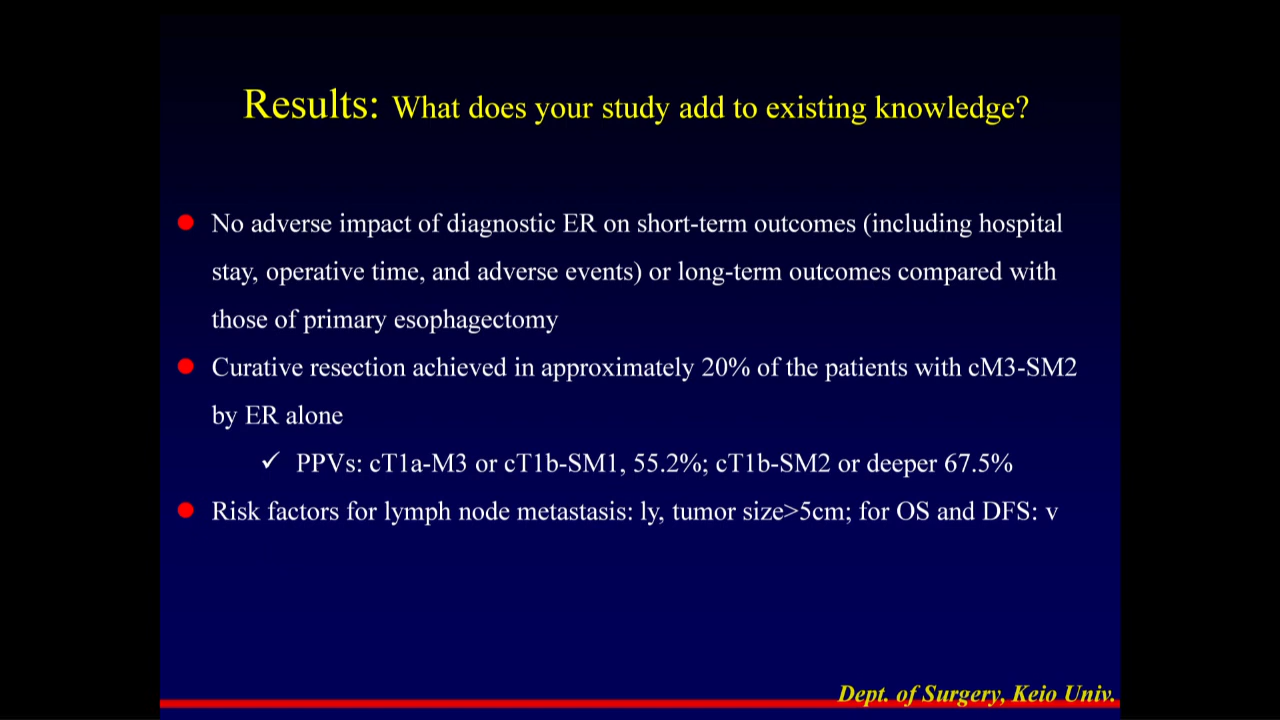 Results: What does your study add to existing knowledge?
No adverse impact of diagnostic ER on short-term outcomes (including hospital
stay, operative time, and adverse events) or long-term outcomes compared with
those of primary esophagectomy
Curative resection achieved in approximately 20% of the patients with cM3-SM2
by ER alone
✓ PPVs: cT1a-M3 or cT1b-SM1, 55.2%; cT1b-SM2 or deeper 67.5%
Risk factors for lymph node metastasis: ly, tumor size>5cm; for OS and DFS: v
Dept. of Surgery, Keio Univ.